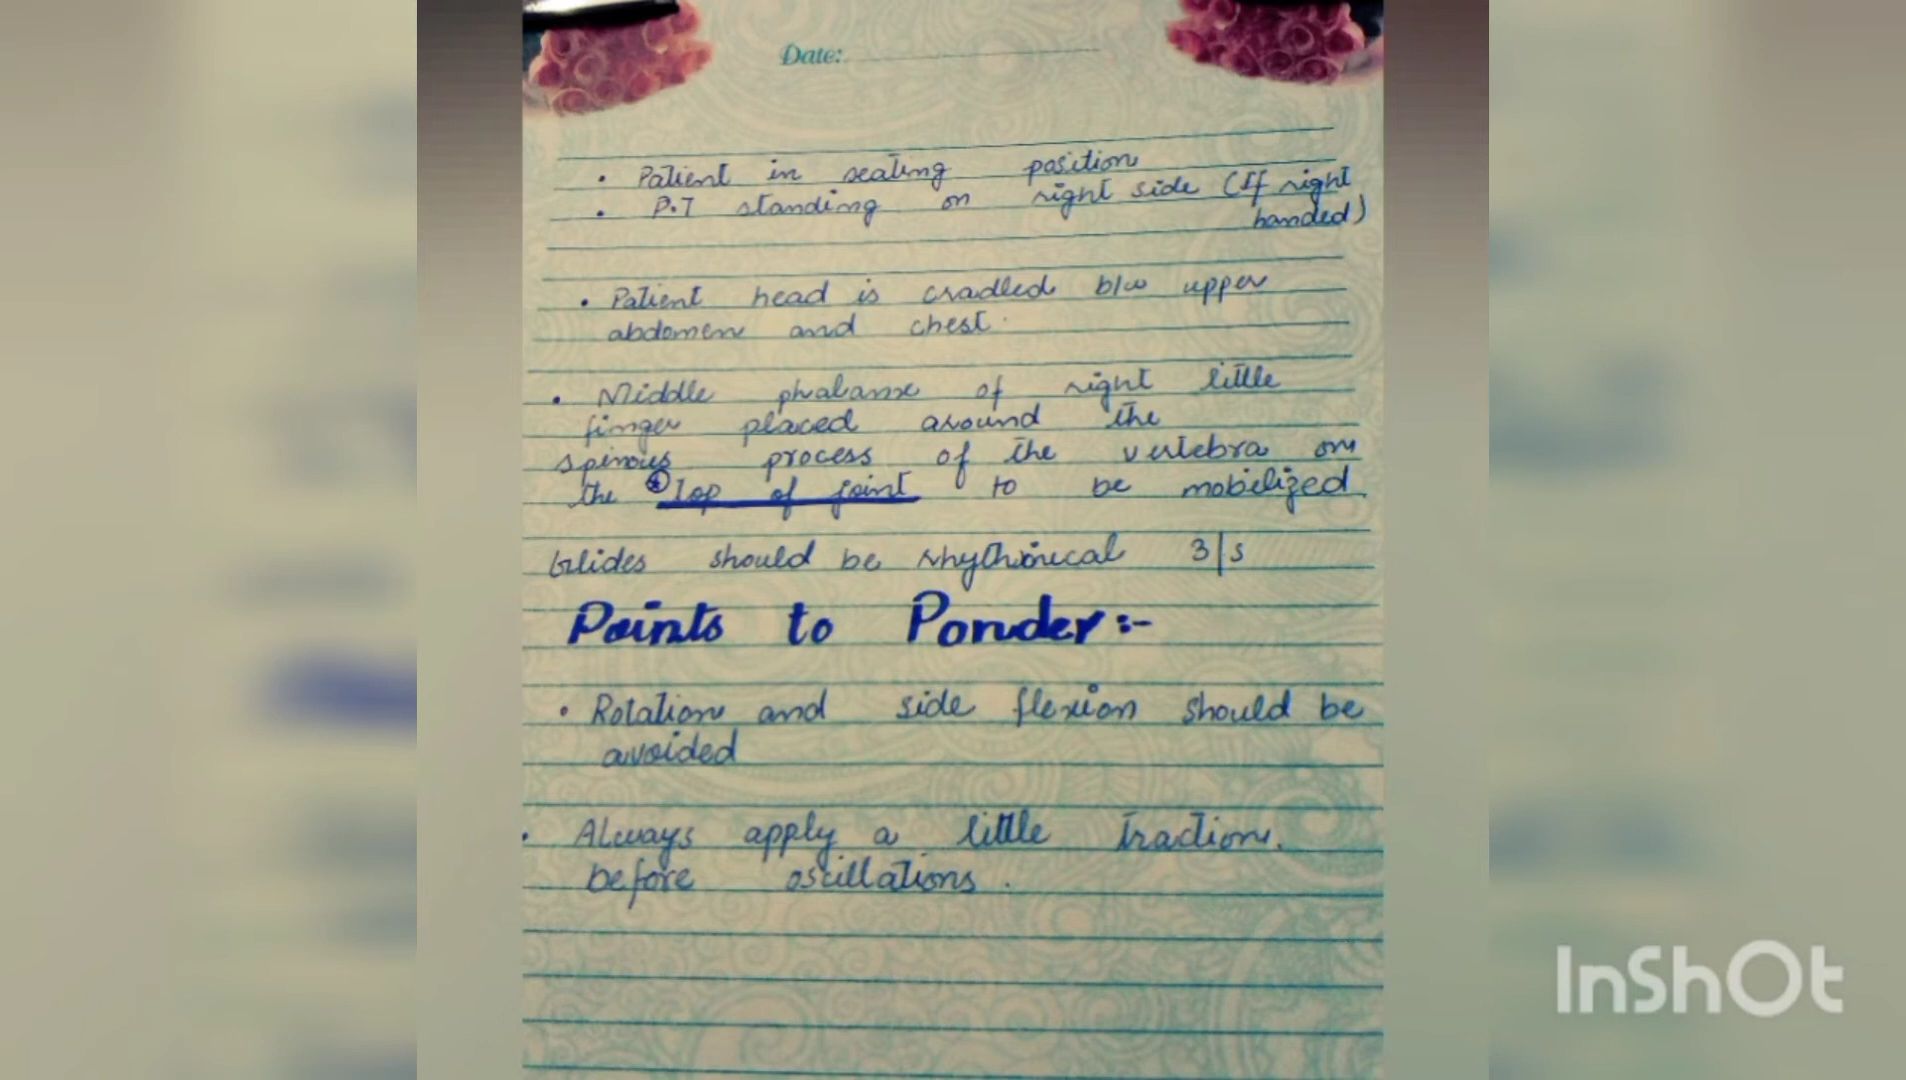 Date:
• Patient in seating position
• P.T standing on right side (If right
handed)
• Patient head is cradled b/w upper
abdomen and chest.
• Middle phalanx of right little
finger placed around the
spinous process of the vertebra on
the * Top of joint to be mobilized.
Glides should be rhythmical 3/s
Points to Ponder:-
• Rotation and side flexion should be
avoided
• Always apply a little traction.
before oscillations.
InShOt